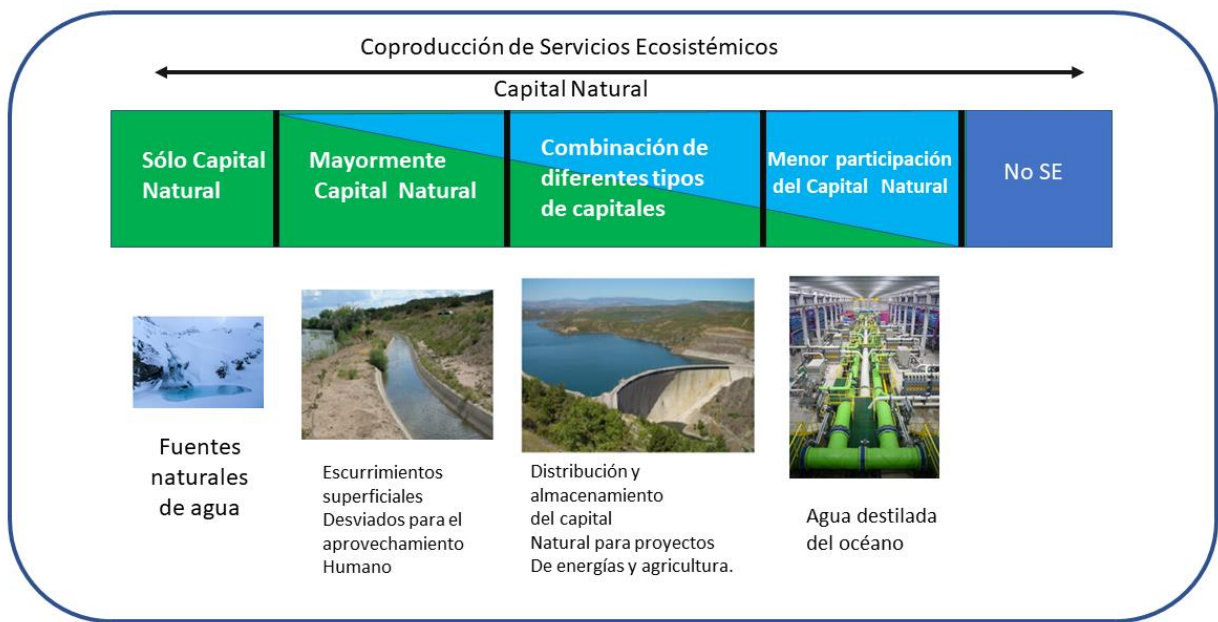 Coproducción de Servicios Ecosistémicos
Capital Natural
Sólo Capital
Natural
Mayormente
Capital Natural
Combinación de
diferentes tipos
de capitales
Menor participación
del Capital Natural
No SE
Fuentes
naturales
de agua
Escurrimientos
superficiales
Desviados para el
aprovechamiento
Humano
Distribución y
almacenamiento
del capital
Natural para proyectos
De energías y agricultura.
Agua destilada
del océano